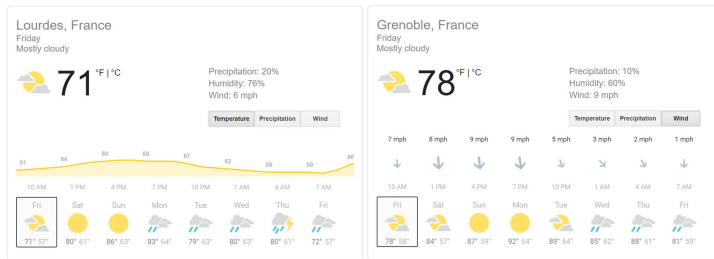 Lourdes, France
Friday
Mostly cloudy
71 °F | °C
Precipitation: 20%
Humidity: 76%
Wind: 6 mph
Temperature Precipitation Wind
61 64 69 69 67 62 59 59 66
10 AM 1 PM 4 PM 7 PM 10 PM 1 AM 4 AM 7 AM
Fri Sat Sun Mon Tue Wed Thu Fri
71° 57° 80° 61° 86° 63° 83° 64° 79° 63° 80° 63° 80° 61° 72° 57°
Grenoble, France
Friday
Mostly cloudy
78 °F | °C
Precipitation: 10%
Humidity: 60%
Wind: 9 mph
Temperature Precipitation Wind
7 mph 8 mph 9 mph 9 mph 5 mph 3 mph 2 mph 1 mph
10 AM 1 PM 4 PM 7 PM 10 PM 1 AM 4 AM 7 AM
Fri Sat Sun Mon Tue Wed Thu Fri
78° 58° 84° 57° 87° 59° 92° 64° 89° 64° 85° 62° 88° 61° 81° 59°